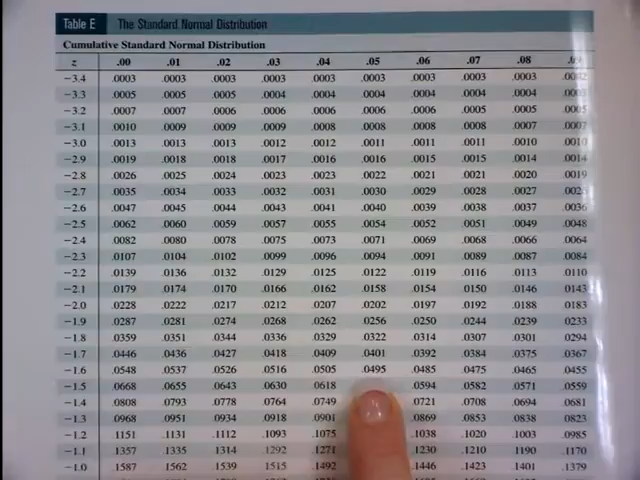 Table E The Standard Normal Distribution
Cumulative Standard Normal Distribution
z .00 .01 .02 .03 .04 .05 .06 .07 .08
−3.4 .0003 .0003 .0003 .0003 .0003 .0003 .0003 .0003 .0003
−3.3 .0005 .0005 .0005 .0004 .0004 .0004 .0004 .0004 .0004
−3.2 .0007 .0007 .0006 .0006 .0006 .0006 .0006 .0005 .0005
−3.1 .0010 .0009 .0009 .0009 .0008 .0008 .0008 .0008 .0007 .0007
−3.0 .0013 .0013 .0013 .0012 .0012 .0011 .0011 .0011 .0010 .0010
−2.9 .0019 .0018 .0018 .0017 .0016 .0016 .0015 .0015 .0014 .0014
−2.8 .0026 .0025 .0024 .0023 .0023 .0022 .0021 .0021 .0020 .0019
−2.7 .0035 .0034 .0033 .0032 .0031 .0030 .0029 .0028 .0027
−2.6 .0047 .0045 .0044 .0043 .0041 .0040 .0039 .0038 .0037 .0036
−2.5 .0062 .0060 .0059 .0057 .0055 .0054 .0052 .0051 .0049 .0048
−2.4 .0082 .0080 .0078 .0075 .0073 .0071 .0069 .0068 .0066 .0064
−2.3 .0107 .0104 .0102 .0099 .0096 .0094 .0091 .0089 .0087 .0084
−2.2 .0139 .0136 .0132 .0129 .0125 .0122 .0119 .0116 .0113 .0110
−2.1 .0179 .0174 .0170 .0166 .0162 .0158 .0154 .0150 .0146 .0143
−2.0 .0228 .0222 .0217 .0212 .0207 .0202 .0197 .0192 .0188 .0183
−1.9 .0287 .0281 .0274 .0268 .0262 .0256 .0250 .0244 .0239 .0233
−1.8 .0359 .0351 .0344 .0336 .0329 .0322 .0314 .0307 .0301 .0294
−1.7 .0446 .0436 .0427 .0418 .0409 .0401 .0392 .0384 .0375 .0367
−1.6 .0548 .0537 .0526 .0516 .0505 .0495 .0485 .0475 .0465 .0455
−1.5 .0668 .0655 .0643 .0630 .0618 .0594 .0582 .0571 .0559
−1.4 .0808 .0793 .0778 .0764 .0749 .0721 .0708 .0694 .0681
−1.3 .0968 .0951 .0934 .0918 .0901 .0869 .0853 .0838 .0823
−1.2 .1151 .1131 .1112 .1093 .1075 .1038 .1020 .1003 .0985
−1.1 .1357 .1335 .1314 .1292 .1271 .1230 .1210 .1190 .1170
−1.0 .1587 .1562 .1539 .1515 .1492 .1446 .1423 .1401 .1379